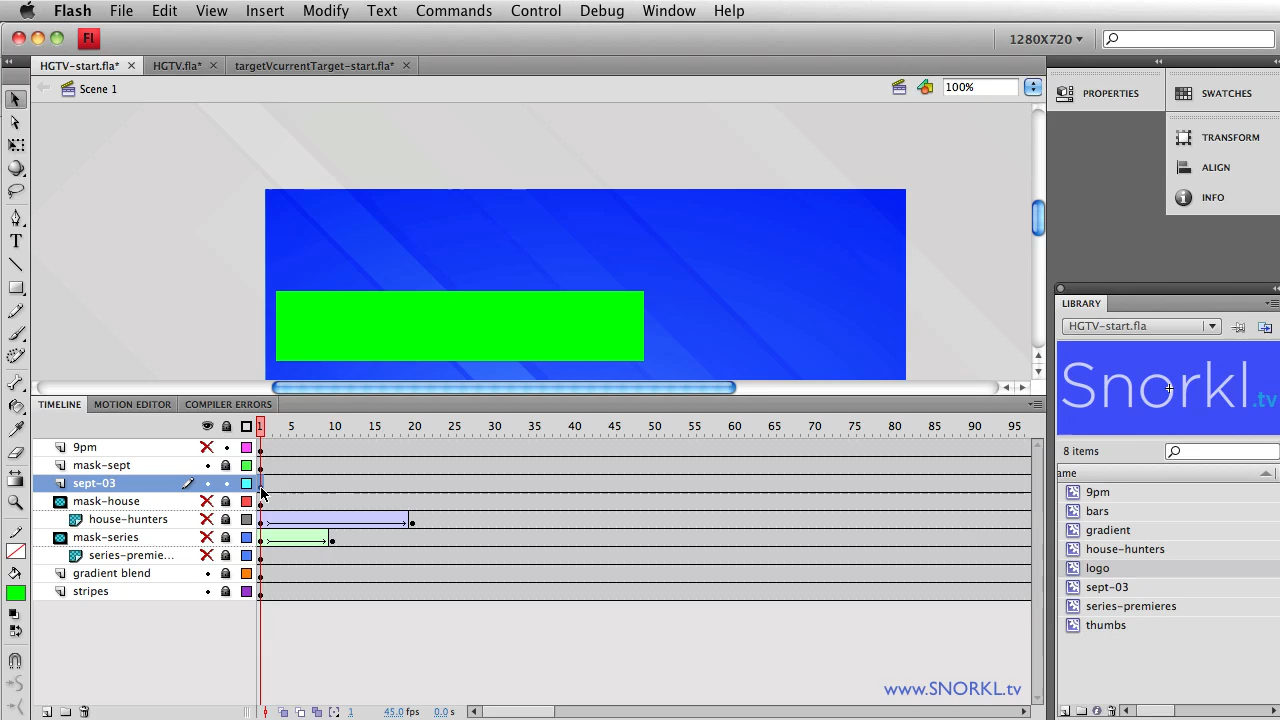 Flash File Edit View Insert Modify Text Commands Control Debug Window Help
Fl 1280X720
HGTV-start.fla* HGTV.fla* targetVcurrentTarget-start.fla*
Scene 1 100%
PROPERTIES SWATCHES
TRANSFORM
ALIGN
INFO
LIBRARY
HGTV-start.fla
Snorkl.tv
8 items
ame
9pm
bars
gradient
house-hunters
logo
sept-03
series-premieres
thumbs
TIMELINE MOTION EDITOR COMPILER ERRORS
1 5 10 15 20 25 30 35 40 45 50 55 60 65 70 75 80 85 90 95
9pm
mask-sept
sept-03
mask-house
house-hunters
mask-series
series-premie...
gradient blend
stripes
www.SNORKL.tv
1 45.0 fps 0.0 s